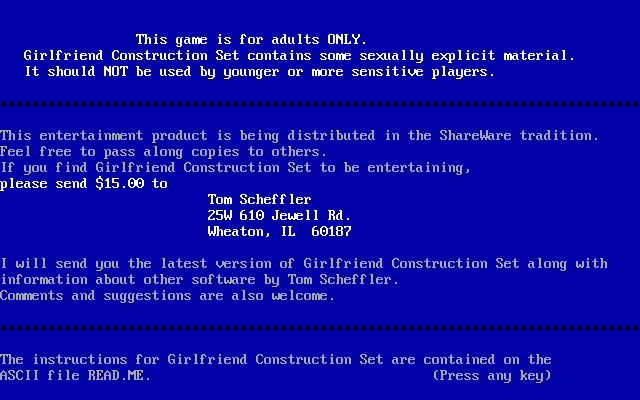 This game is for adults ONLY.
Girlfriend Construction Set contains some sexually explicit material.
It should NOT be used by younger or more sensitive players.
This entertainment product is being distributed in the ShareWare tradition.
Feel free to pass along copies to others.
If you find Girlfriend Construction Set to be entertaining,
please send $15.00 to
Tom Scheffler
25W 610 Jewell Rd.
Wheaton, IL  60187
I will send you the latest version of Girlfriend Construction Set along with
information about other software by Tom Scheffler.
Comments and suggestions are also welcome.
The instructions for Girlfriend Construction Set are contained on the
ASCII file READ.ME. (Press any key)